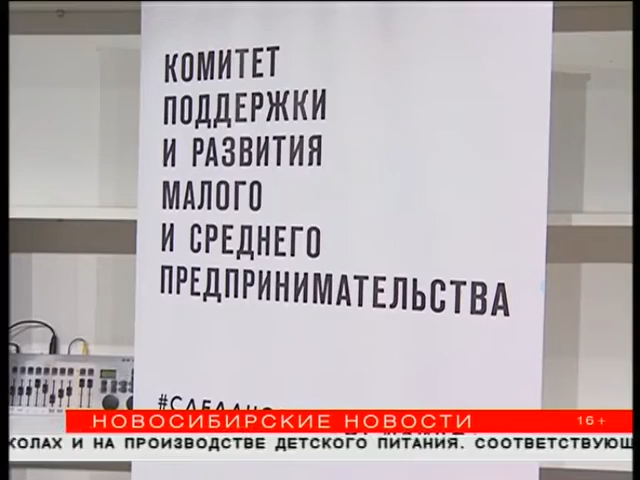 КОМИТЕТ
ПОДДЕРЖКИ
И РАЗВИТИЯ
МАЛОГО
И СРЕДНЕГО
ПРЕДПРИНИМАТЕЛЬСТВА
НОВОСИБИРСКИЕ НОВОСТИ 16+
КОЛАХ И НА ПРОИЗВОДСТВЕ ДЕТСКОГО ПИТАНИЯ. СООТВЕТСТВУЮЩ